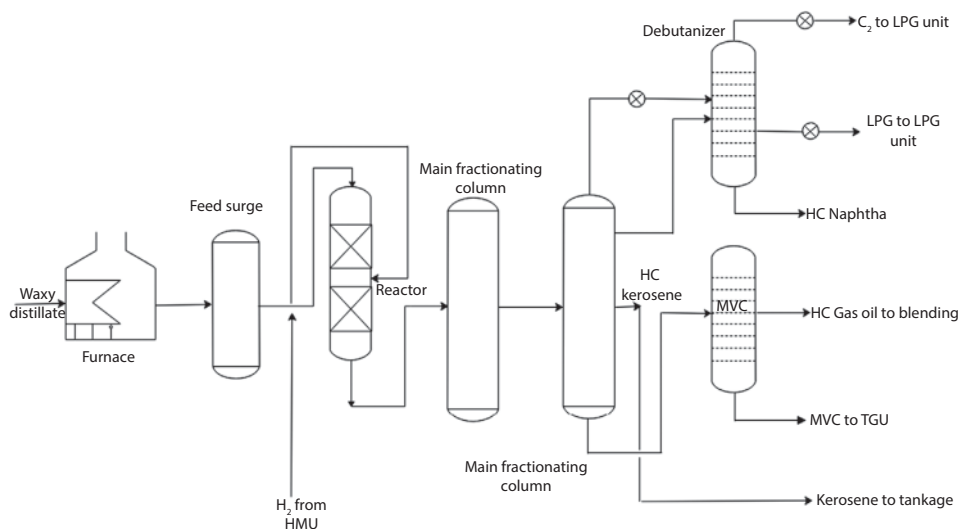 Debutanizer
C₂ to LPG unit
LPG to LPG
unit
Main fractionating
column
Feed surge
HC Naphtha
Waxy
distillate
Reactor
HC
kerosene
MVC
HC Gas oil to blending
Furnace
MVC to TGU
Main fractionating
column
H₂ from
HMU
Kerosene to tankage